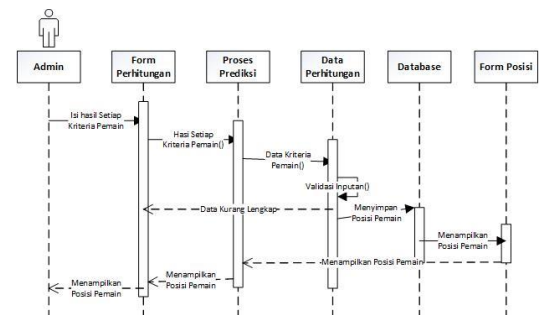 Admin
Form
Perhitungan
Proses
Prediksi
Data
Perhitungan
Database
Form Posisi
Isi hasil Setiap
Kriteria Pemain
Hasi Setiap
Kriteria Pemain()
Data Kriteria
Pemain()
Validasi Inputan()
Data Kurang Lengkap
Menyimpan
Posisi Pemain
Menampilkan
Posisi Pemain
Menampilkan Posisi Pemain
Menampilkan
Posisi Pemain
Menampilkan
Posisi Pemain